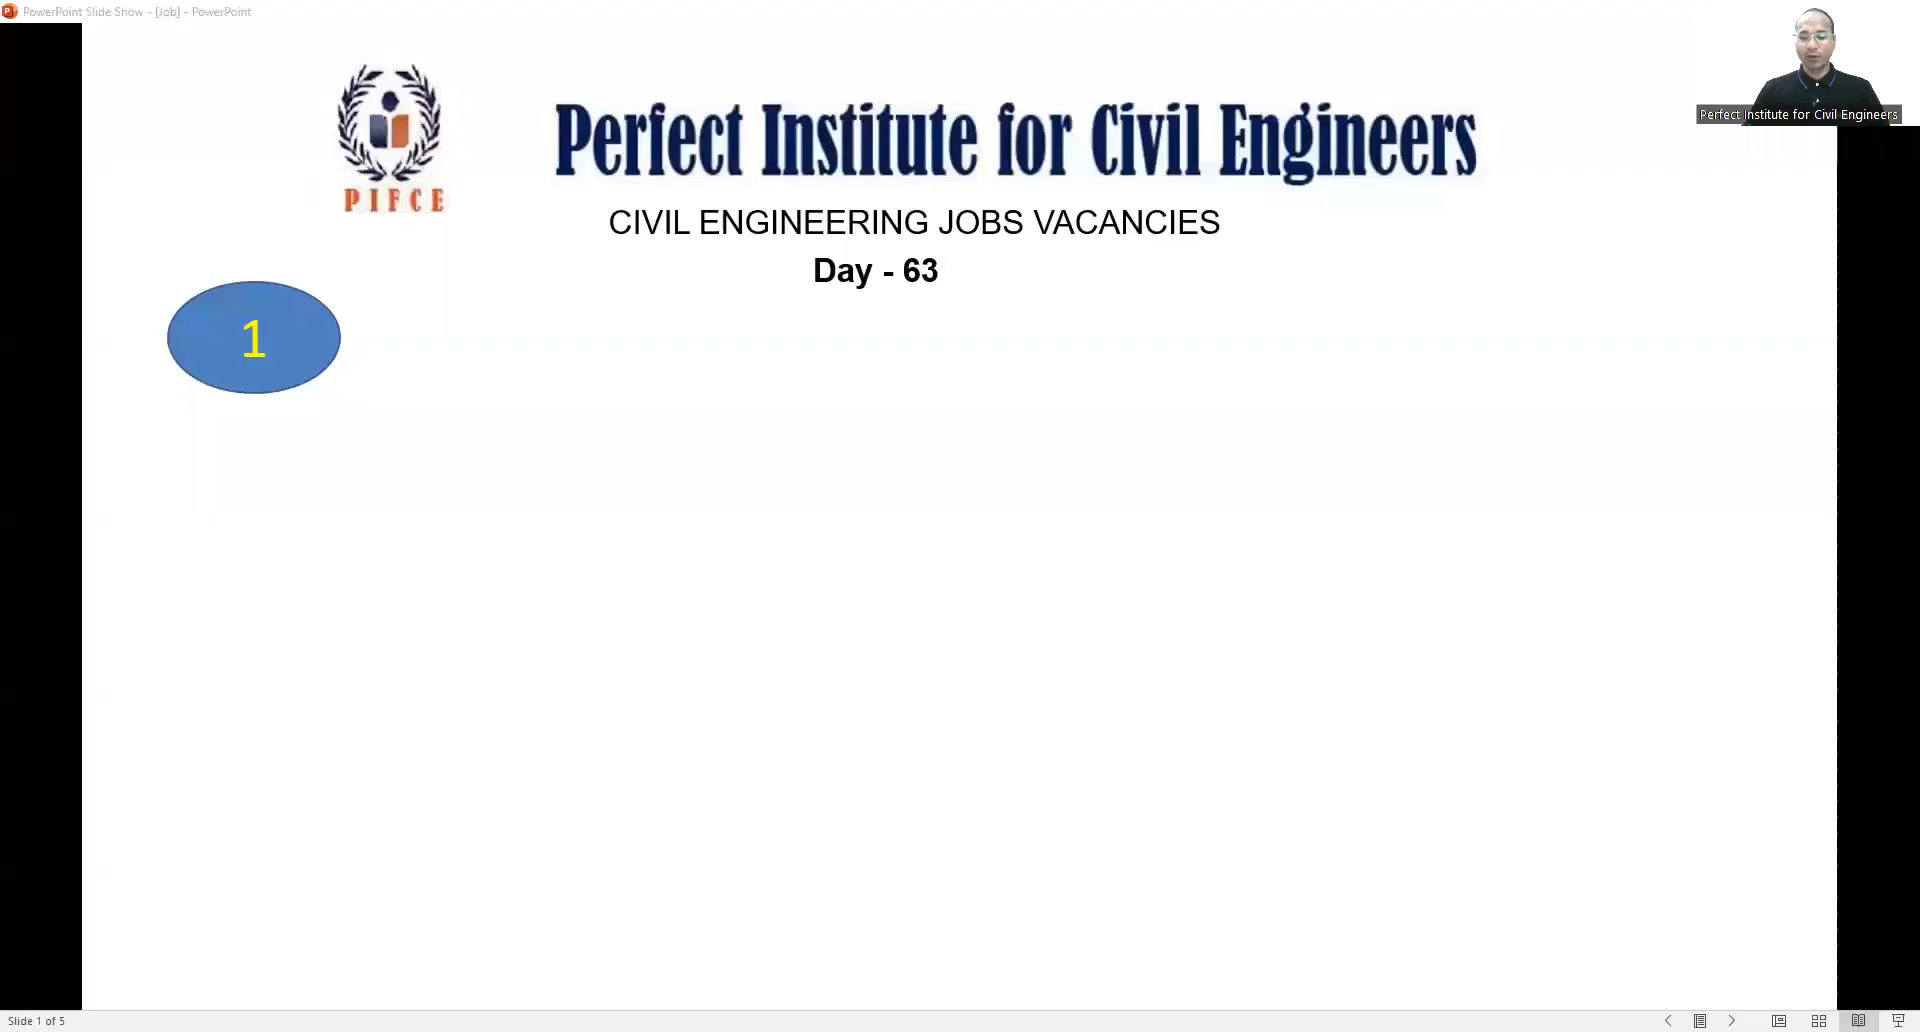 PowerPoint Slide Show - [Job] - PowerPoint
Perfect Institute for Civil Engineers
PIFCE
Perfect Institute for Civil Engineers
CIVIL ENGINEERING JOBS VACANCIES
Day - 63
1
Slide 1 of 5